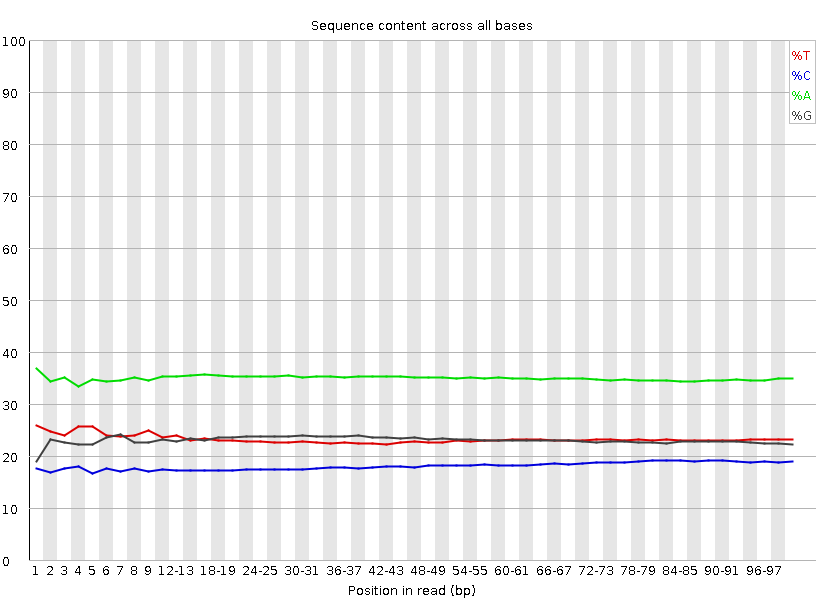 Sequence content across all bases
100
90
80
70
60
50
40
30
20
10
0
%T
%C
%A
%G
1 2 3 4 5 6 7 8 9 12-13 18-19 24-25 30-31 36-37 42-43 48-49 54-55 60-61 66-67 72-73 78-79 84-85 90-91 96-97
Position in read (bp)